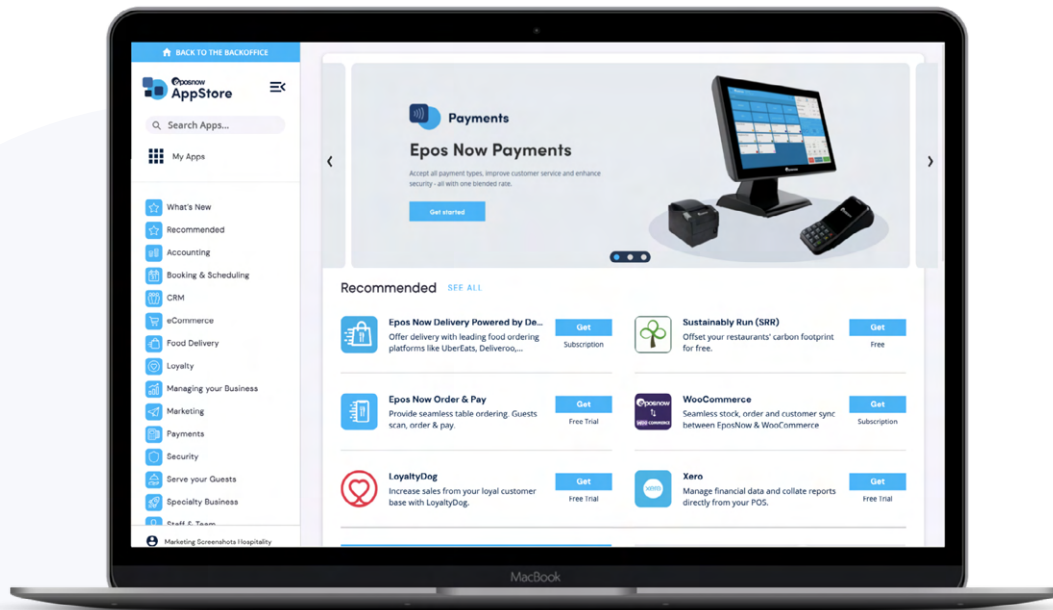 BACK TO THE BACKOFFICE
eposnow
AppStore
Search Apps...
My Apps
What's New
Recommended
Accounting
Booking & Scheduling
CRM
eCommerce
Food Delivery
Loyalty
Managing your Business
Marketing
Payments
Security
Serve your Guests
Specialty Business
Staff & Team
Marketing Screenshots Hospitality
Payments
Epos Now Payments
Accept all payment types, improve customer service and enhance
security - all with one blended rate.
Get started
Recommended SEE ALL
Epos Now Delivery Powered by De...
Offer delivery with leading food ordering
platforms like UberEats, Deliveroo,...
Get
Subscription
Sustainably Run (SRR)
Offset your restaurants' carbon footprint
for free.
Get
Free
Epos Now Order & Pay
Provide seamless table ordering. Guests
scan, order & pay.
Get
Free Trial
eposnow
WOO COMMERCE
WooCommerce
Seamless stock, order and customer sync
between EposNow & WooCommerce
Get
Subscription
LoyaltyDog
Increase sales from your loyal customer
base with LoyaltyDog.
Get
Free Trial
xero
Xero
Manage financial data and collate reports
directly from your POS.
Get
Free Trial
MacBook